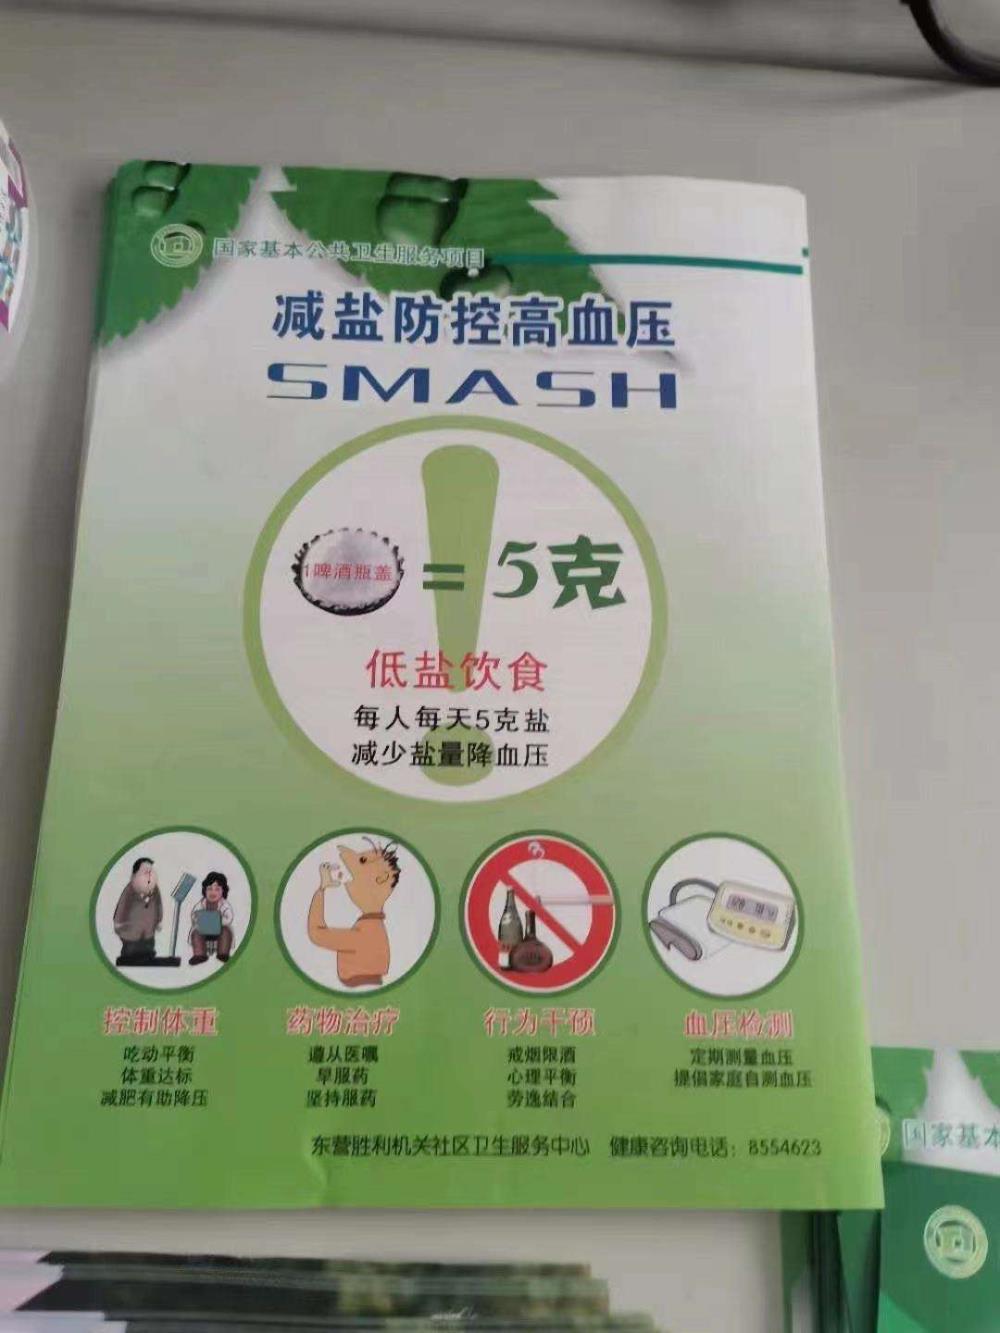 国家基本公共卫生服务项目
减盐防控高血压
SMASH
1啤酒瓶盖 = 5克
低盐饮食
每人每天5克盐
减少盐量降血压
控制体重
吃动平衡
体重达标
减肥有助降压
药物治疗
遵从医嘱
早服药
坚持服药
行为干预
戒烟限酒
心理平衡
劳逸结合
血压检测
定期测量血压
提倡家庭自测血压
东营胜利机关社区卫生服务中心 健康咨询电话：8554623
国家基本